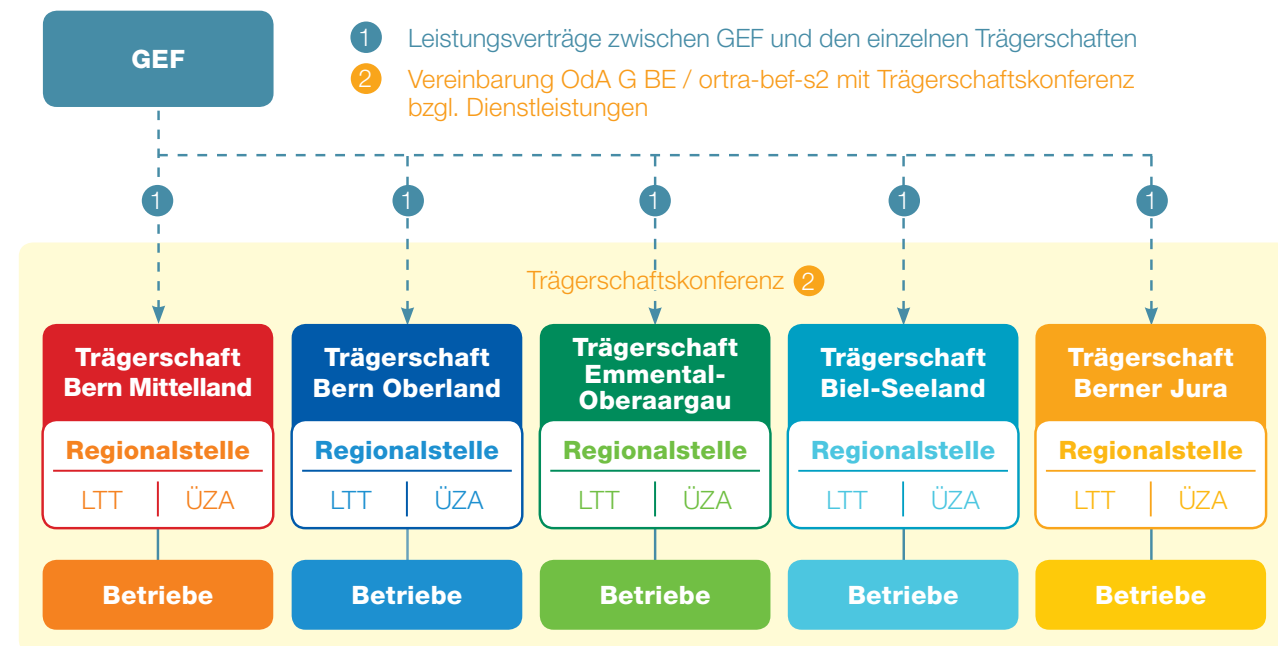 GEF
1 Leistungsverträge zwischen GEF und den einzelnen Trägerschaften
2 Vereinbarung OdA G BE / ortra-bef-s2 mit Trägerschaftskonferenz
bzgl. Dienstleistungen
1 1 1 1 1
Trägerschaftskonferenz 2
Trägerschaft
Bern Mittelland
Regionalstelle
LTT ÜZA
Betriebe
Trägerschaft
Bern Oberland
Regionalstelle
LTT ÜZA
Betriebe
Trägerschaft
Emmental-
Oberaargau
Regionalstelle
LTT ÜZA
Betriebe
Trägerschaft
Biel-Seeland
Regionalstelle
LTT ÜZA
Betriebe
Trägerschaft
Berner Jura
Regionalstelle
LTT ÜZA
Betriebe